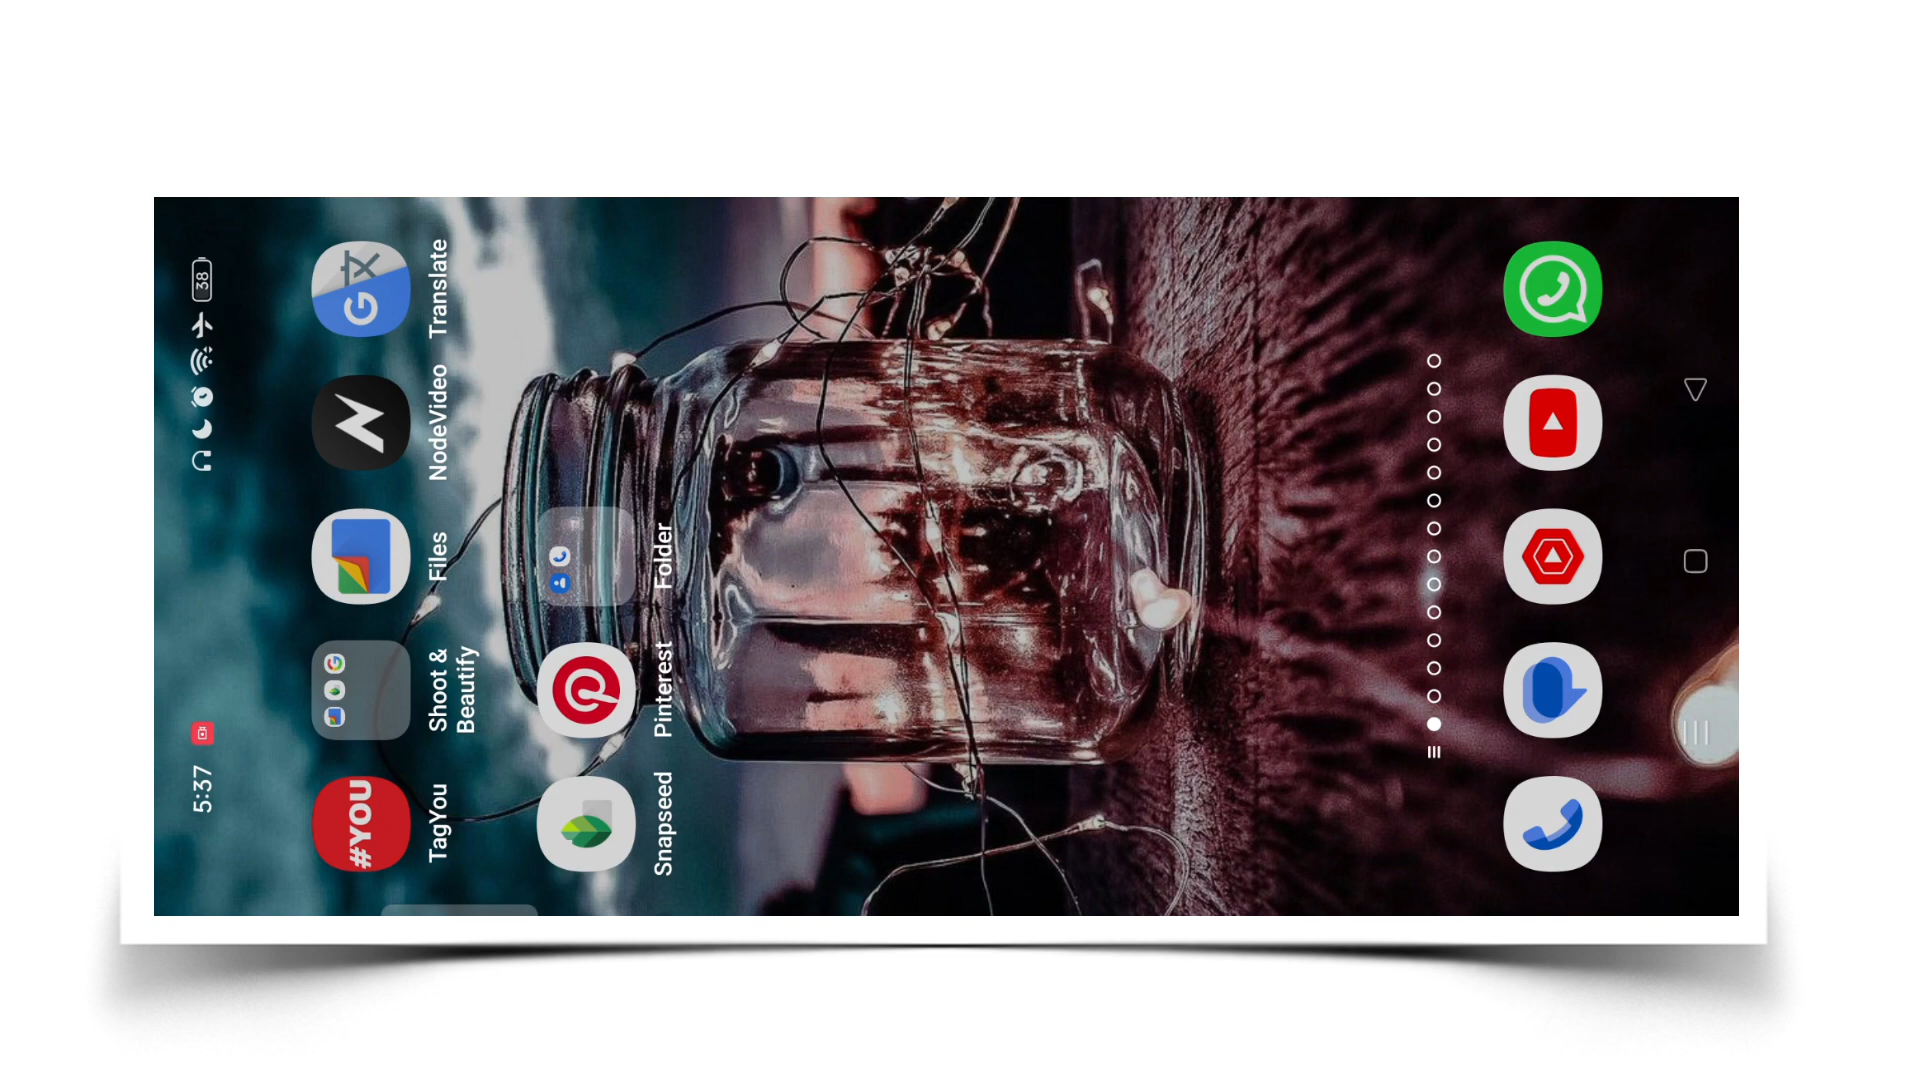 5:37
38
#YOU
TagYou
Shoot &
Beautify
Files
NodeVideo
G
Translate
Snapseed
Pinterest
Folder